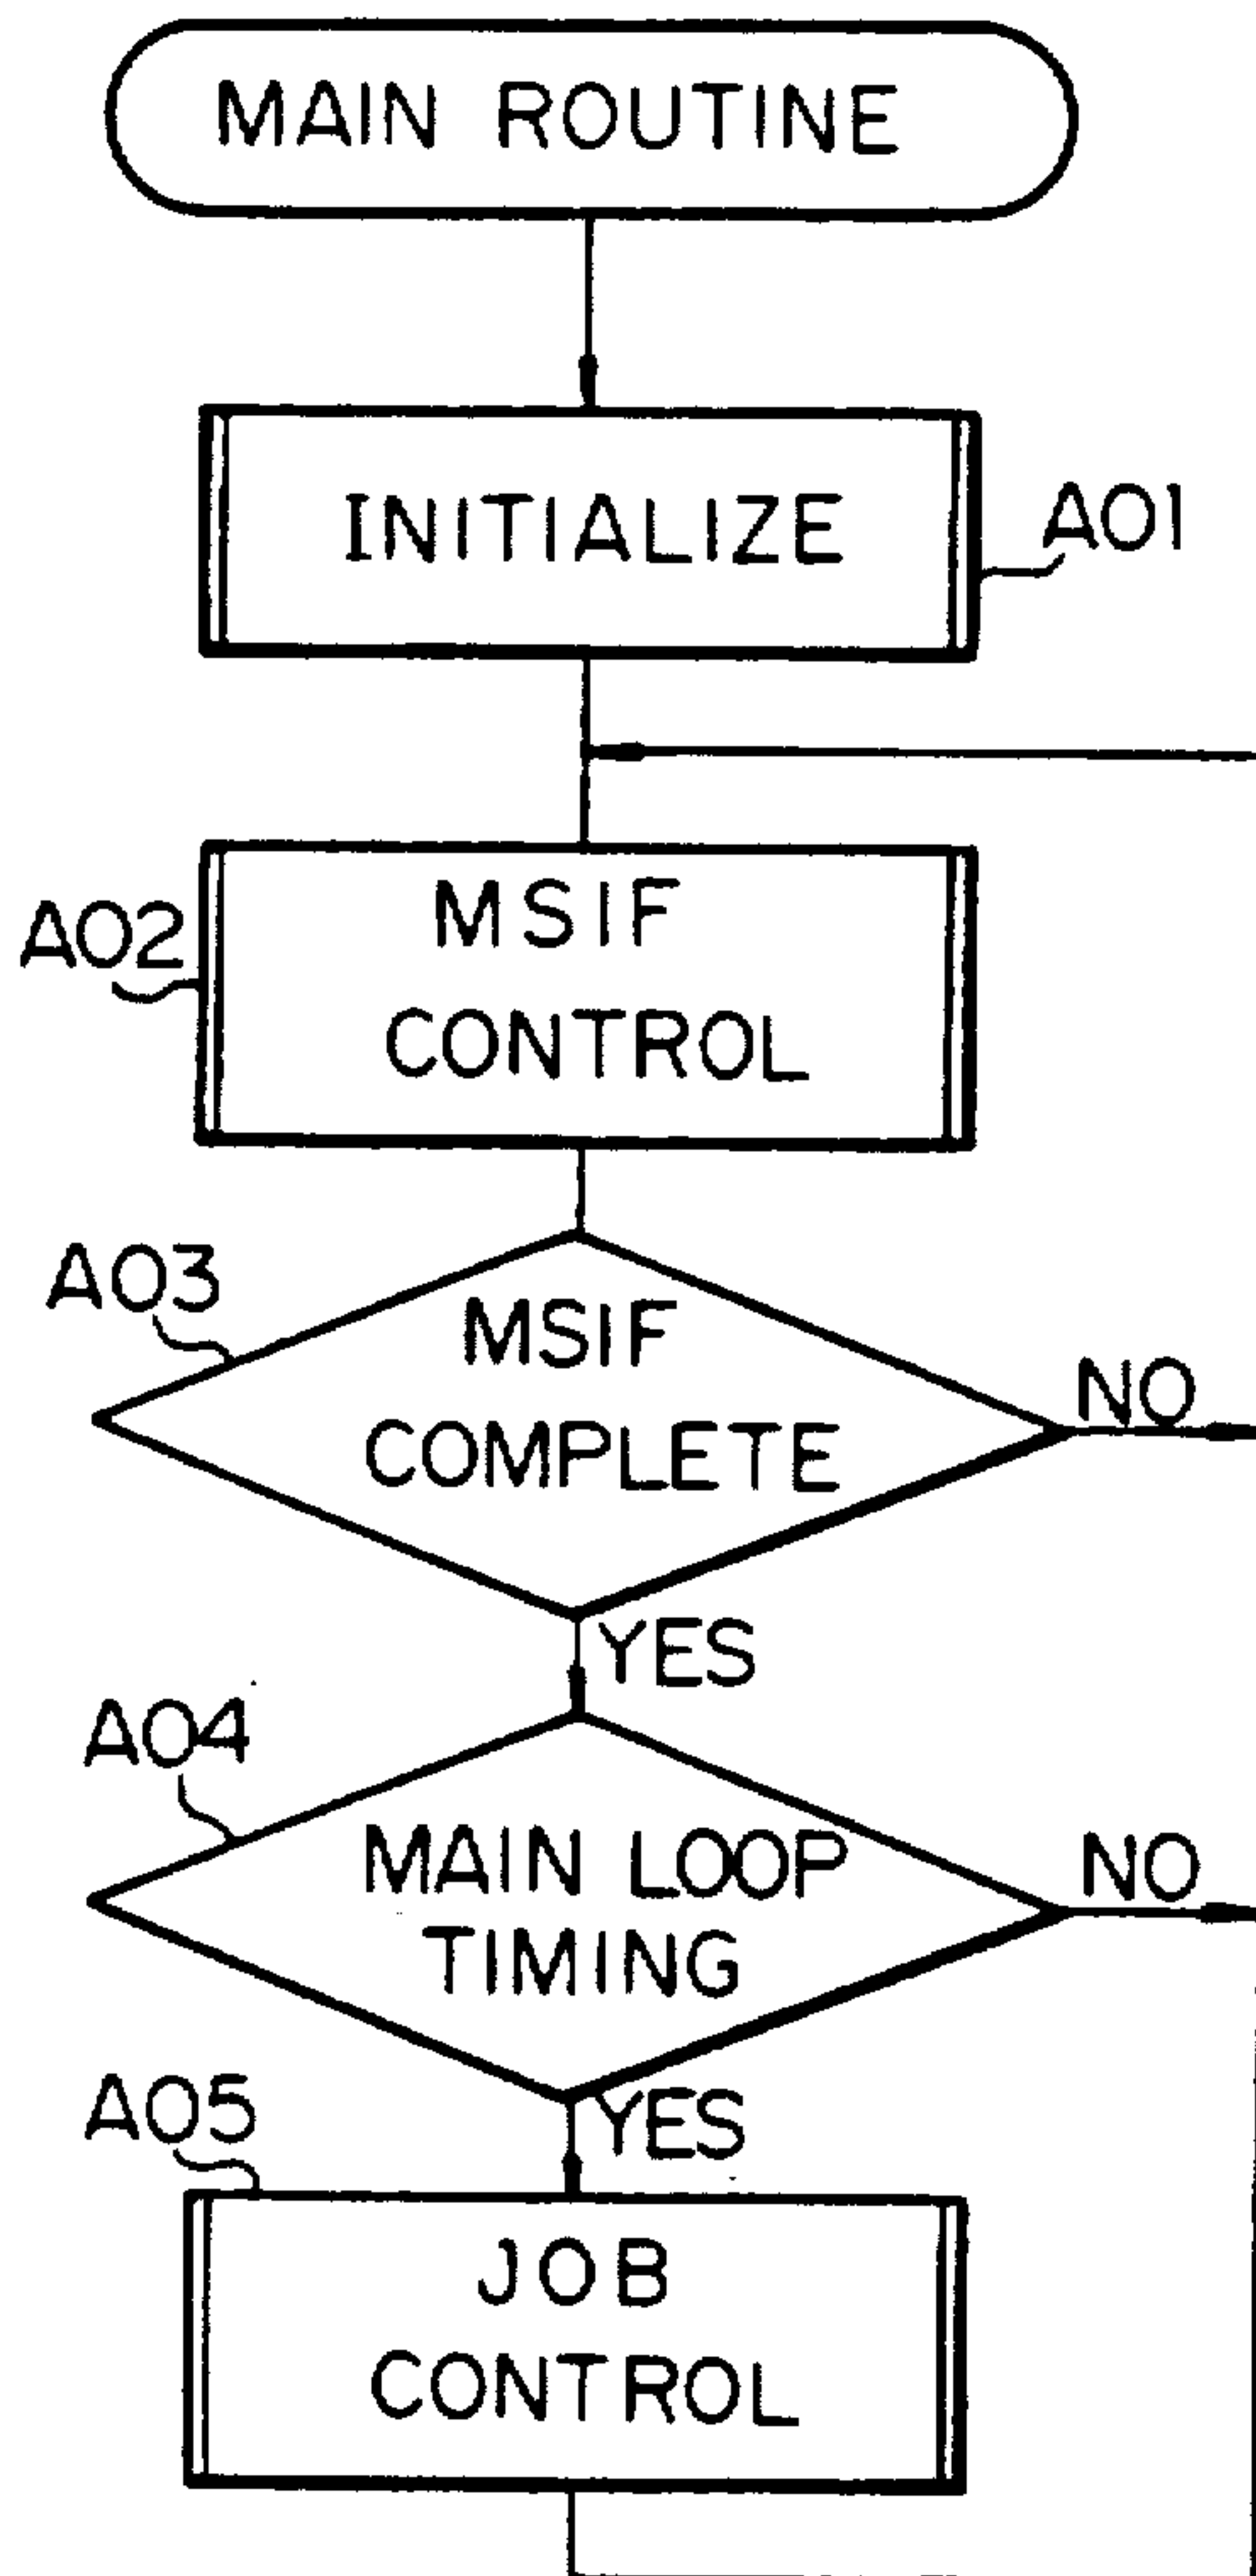 MAIN ROUTINE
INITIALIZE
A01
A02
MSIF
CONTROL
A03
MSIF
COMPLETE
NO
YES
A04
MAIN LOOP
TIMING
NO
YES
A05
JOB
CONTROL